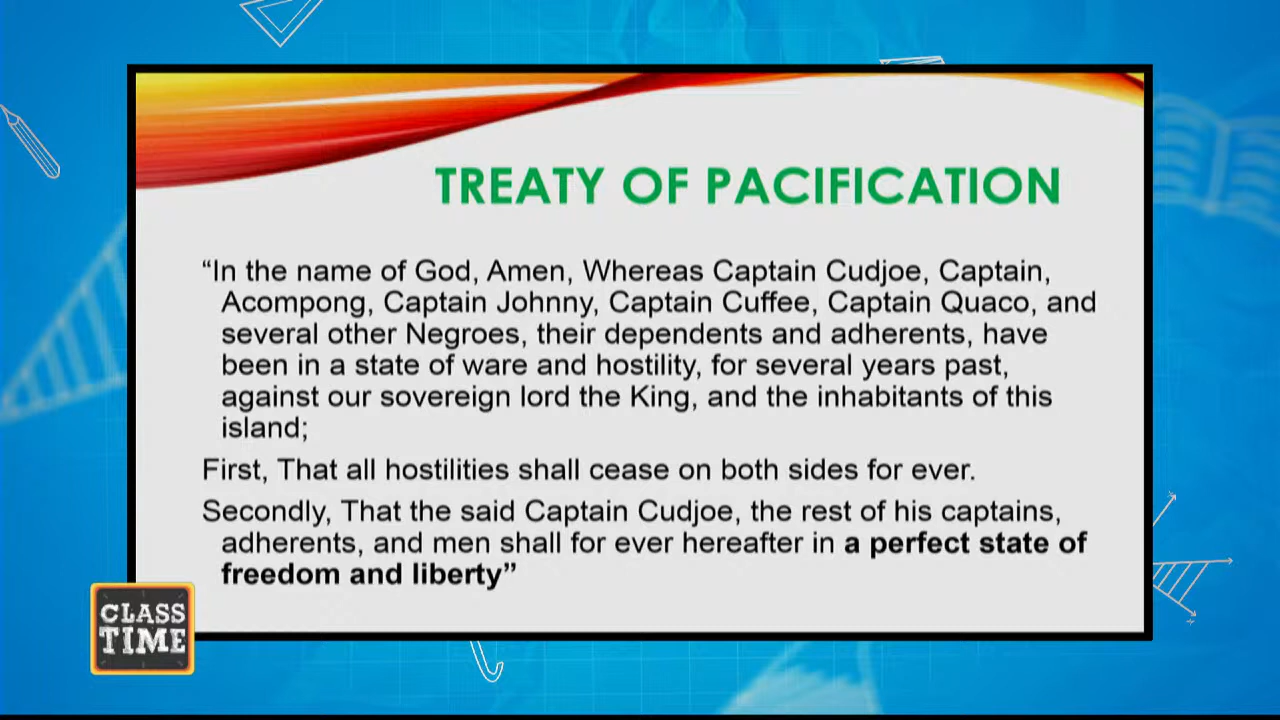 TREATY OF PACIFICATION
“In the name of God, Amen, Whereas Captain Cudjoe, Captain,
Acompong, Captain Johnny, Captain Cuffee, Captain Quaco, and
several other Negroes, their dependents and adherents, have
been in a state of ware and hostility, for several years past,
against our sovereign lord the King, and the inhabitants of this
island;
First, That all hostilities shall cease on both sides for ever.
Secondly, That the said Captain Cudjoe, the rest of his captains,
adherents, and men shall for ever hereafter in a perfect state of
freedom and liberty”
CLASS
TIME